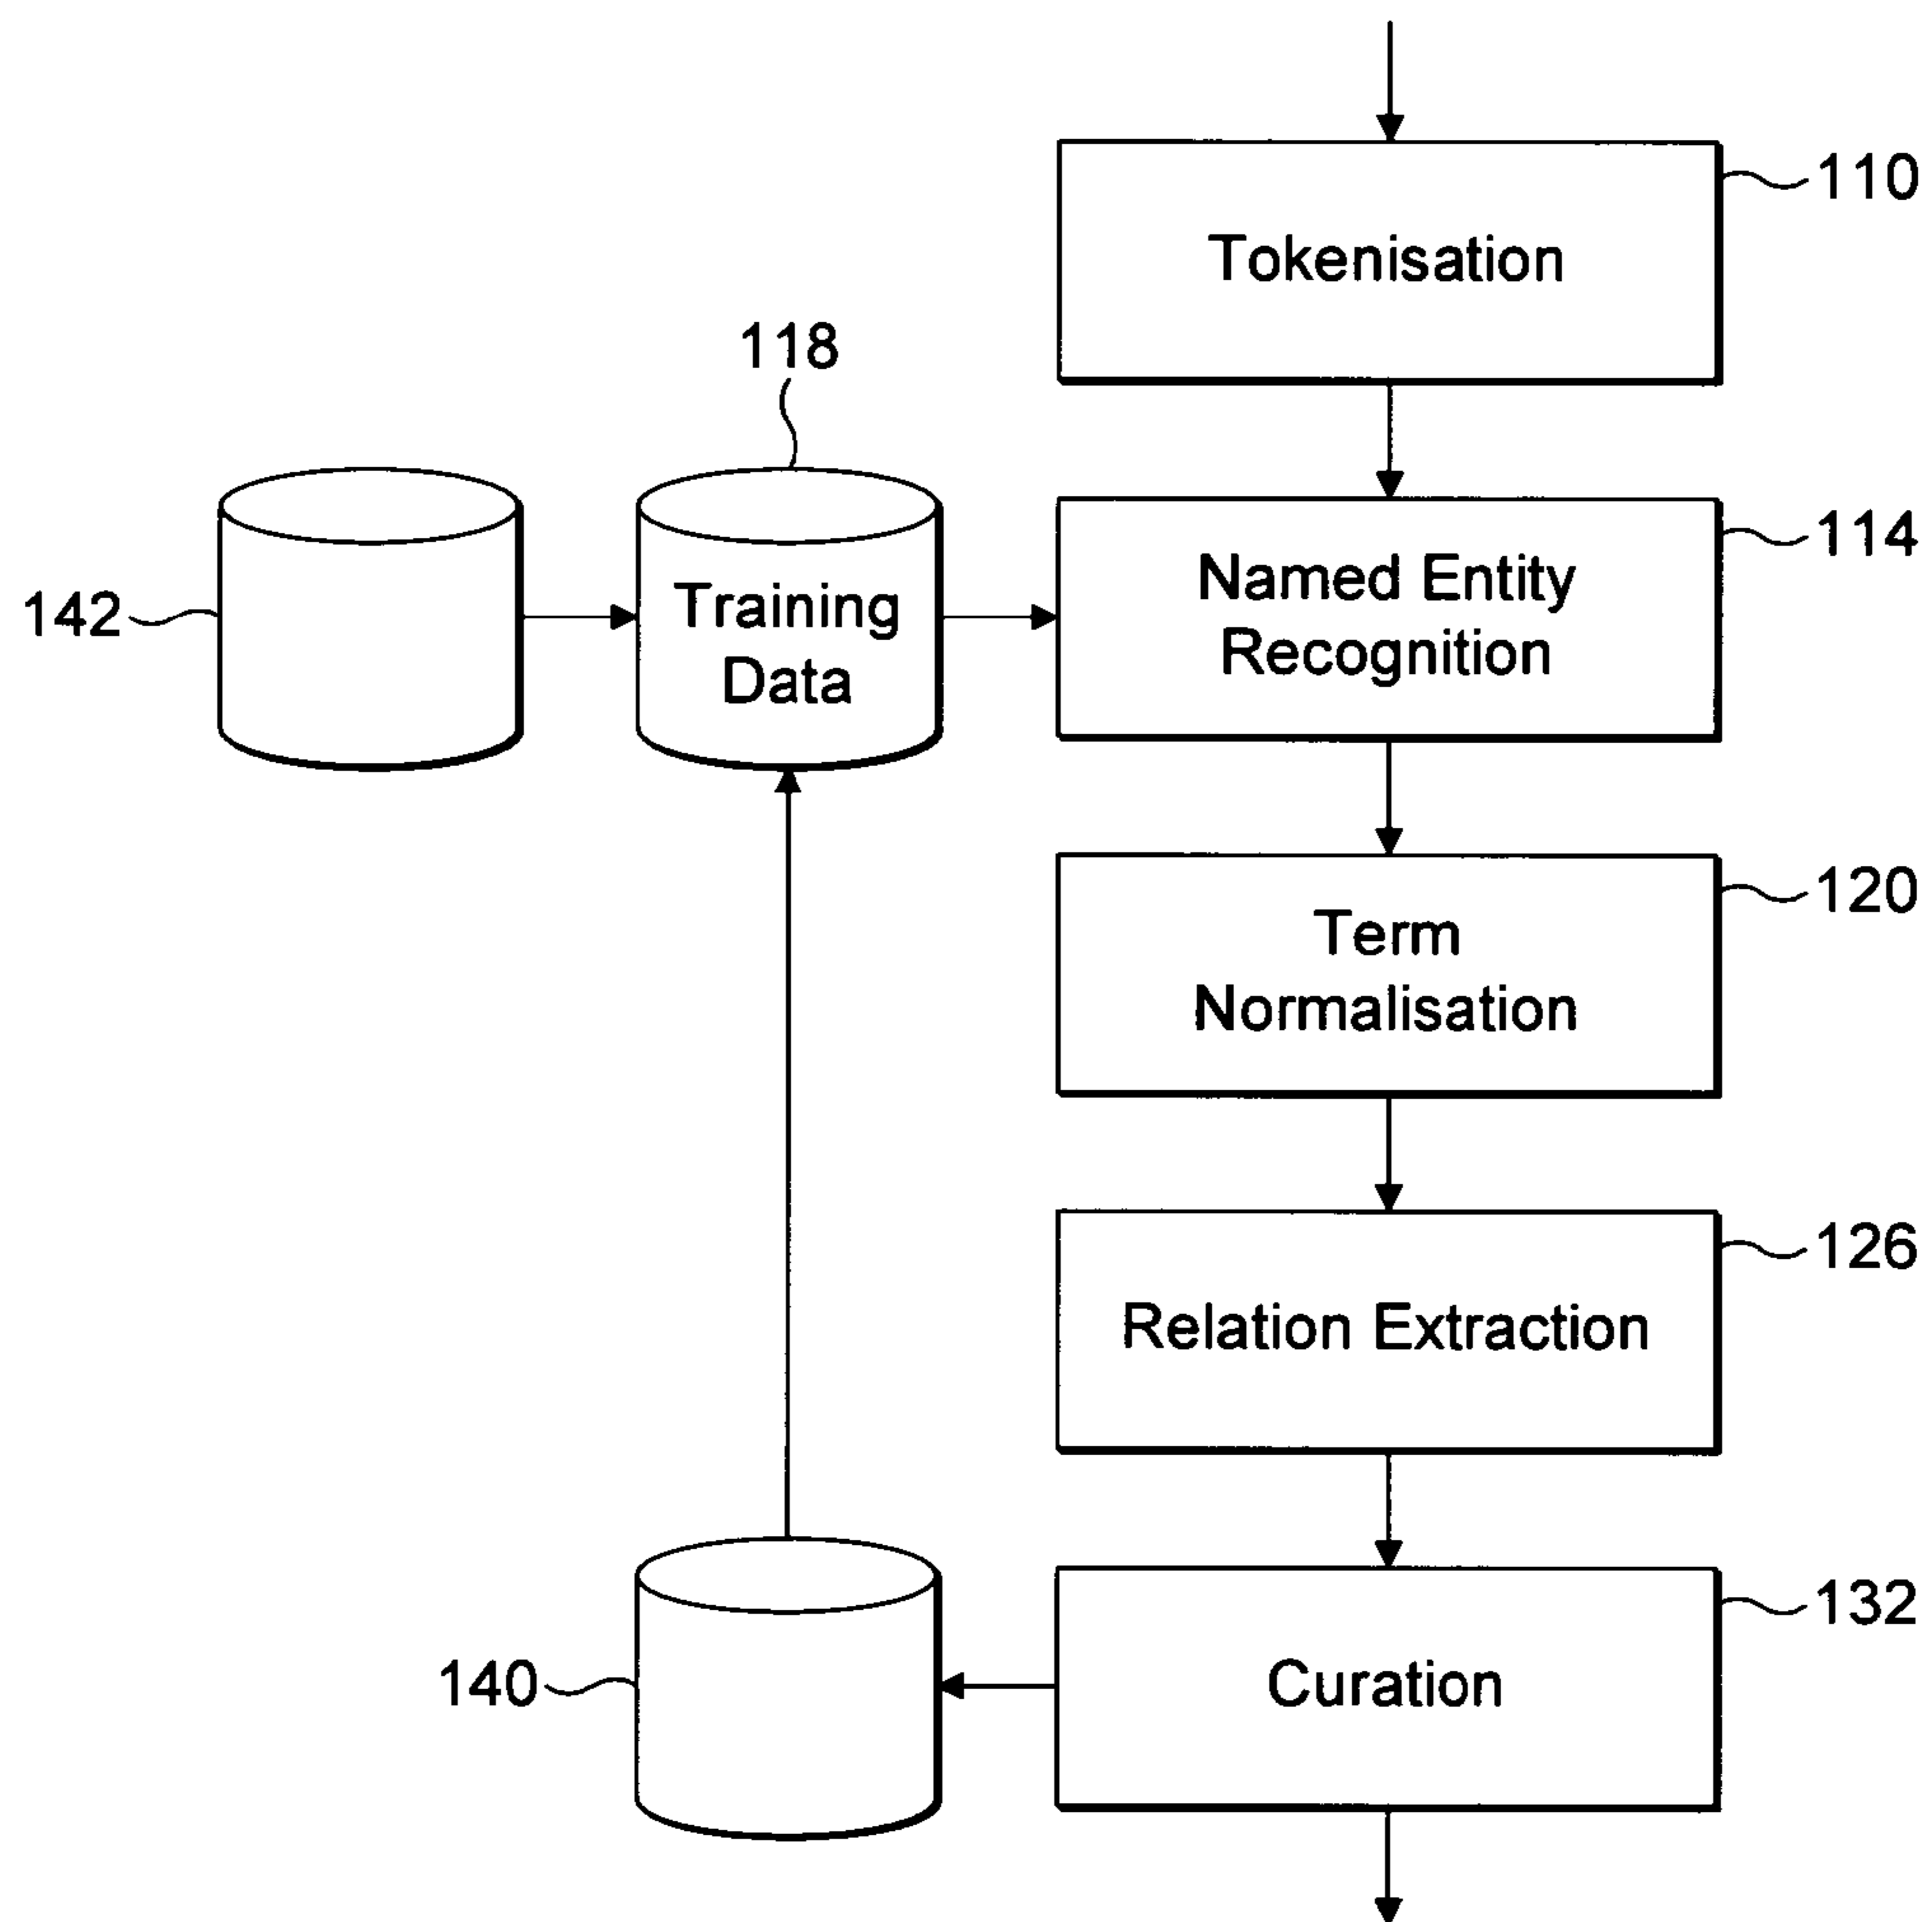 110
Tokenisation
118
142
Training
Data
114
Named Entity
Recognition
120
Term
Normalisation
126
Relation Extraction
132
140
Curation